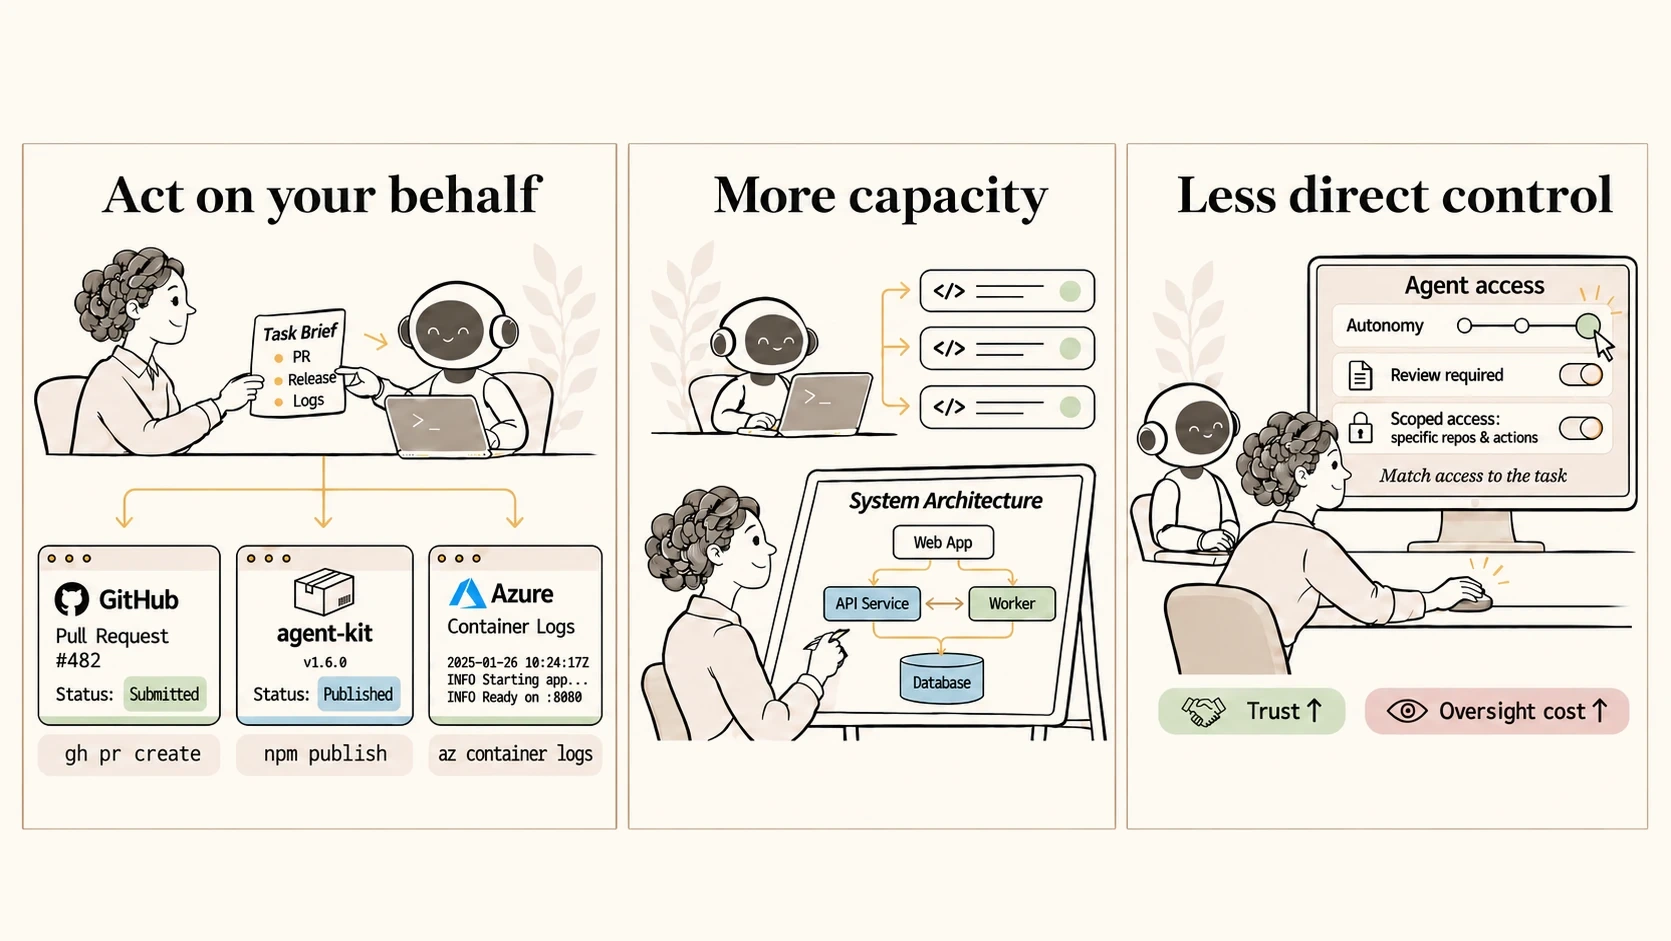 Act on your behalf
Task Brief
PR
Release
Logs
>_
GitHub
Pull Request
#482
Status: Submitted
gh pr create
agent-kit
v1.6.0
Status: Published
npm publish
Azure
Container Logs
2025-01-26 10:24:17Z
INFO Starting app...
INFO Ready on :8080
az container logs
More capacity
>_
</>
</>
</>
System Architecture
Web App
API Service
Worker
Database
Less direct control
Agent access
Autonomy
Review required
Scoped access:
specific repos & actions
Match access to the task
Trust ↑
Oversight cost ↑